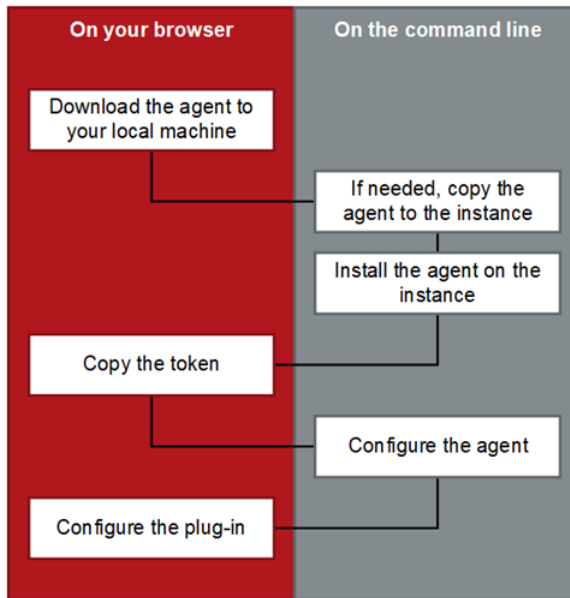 On your browser
On the command line
Download the agent to
your local machine
If needed, copy the
agent to the instance
Install the agent on the
instance
Copy the token
Configure the agent
Configure the plug-in